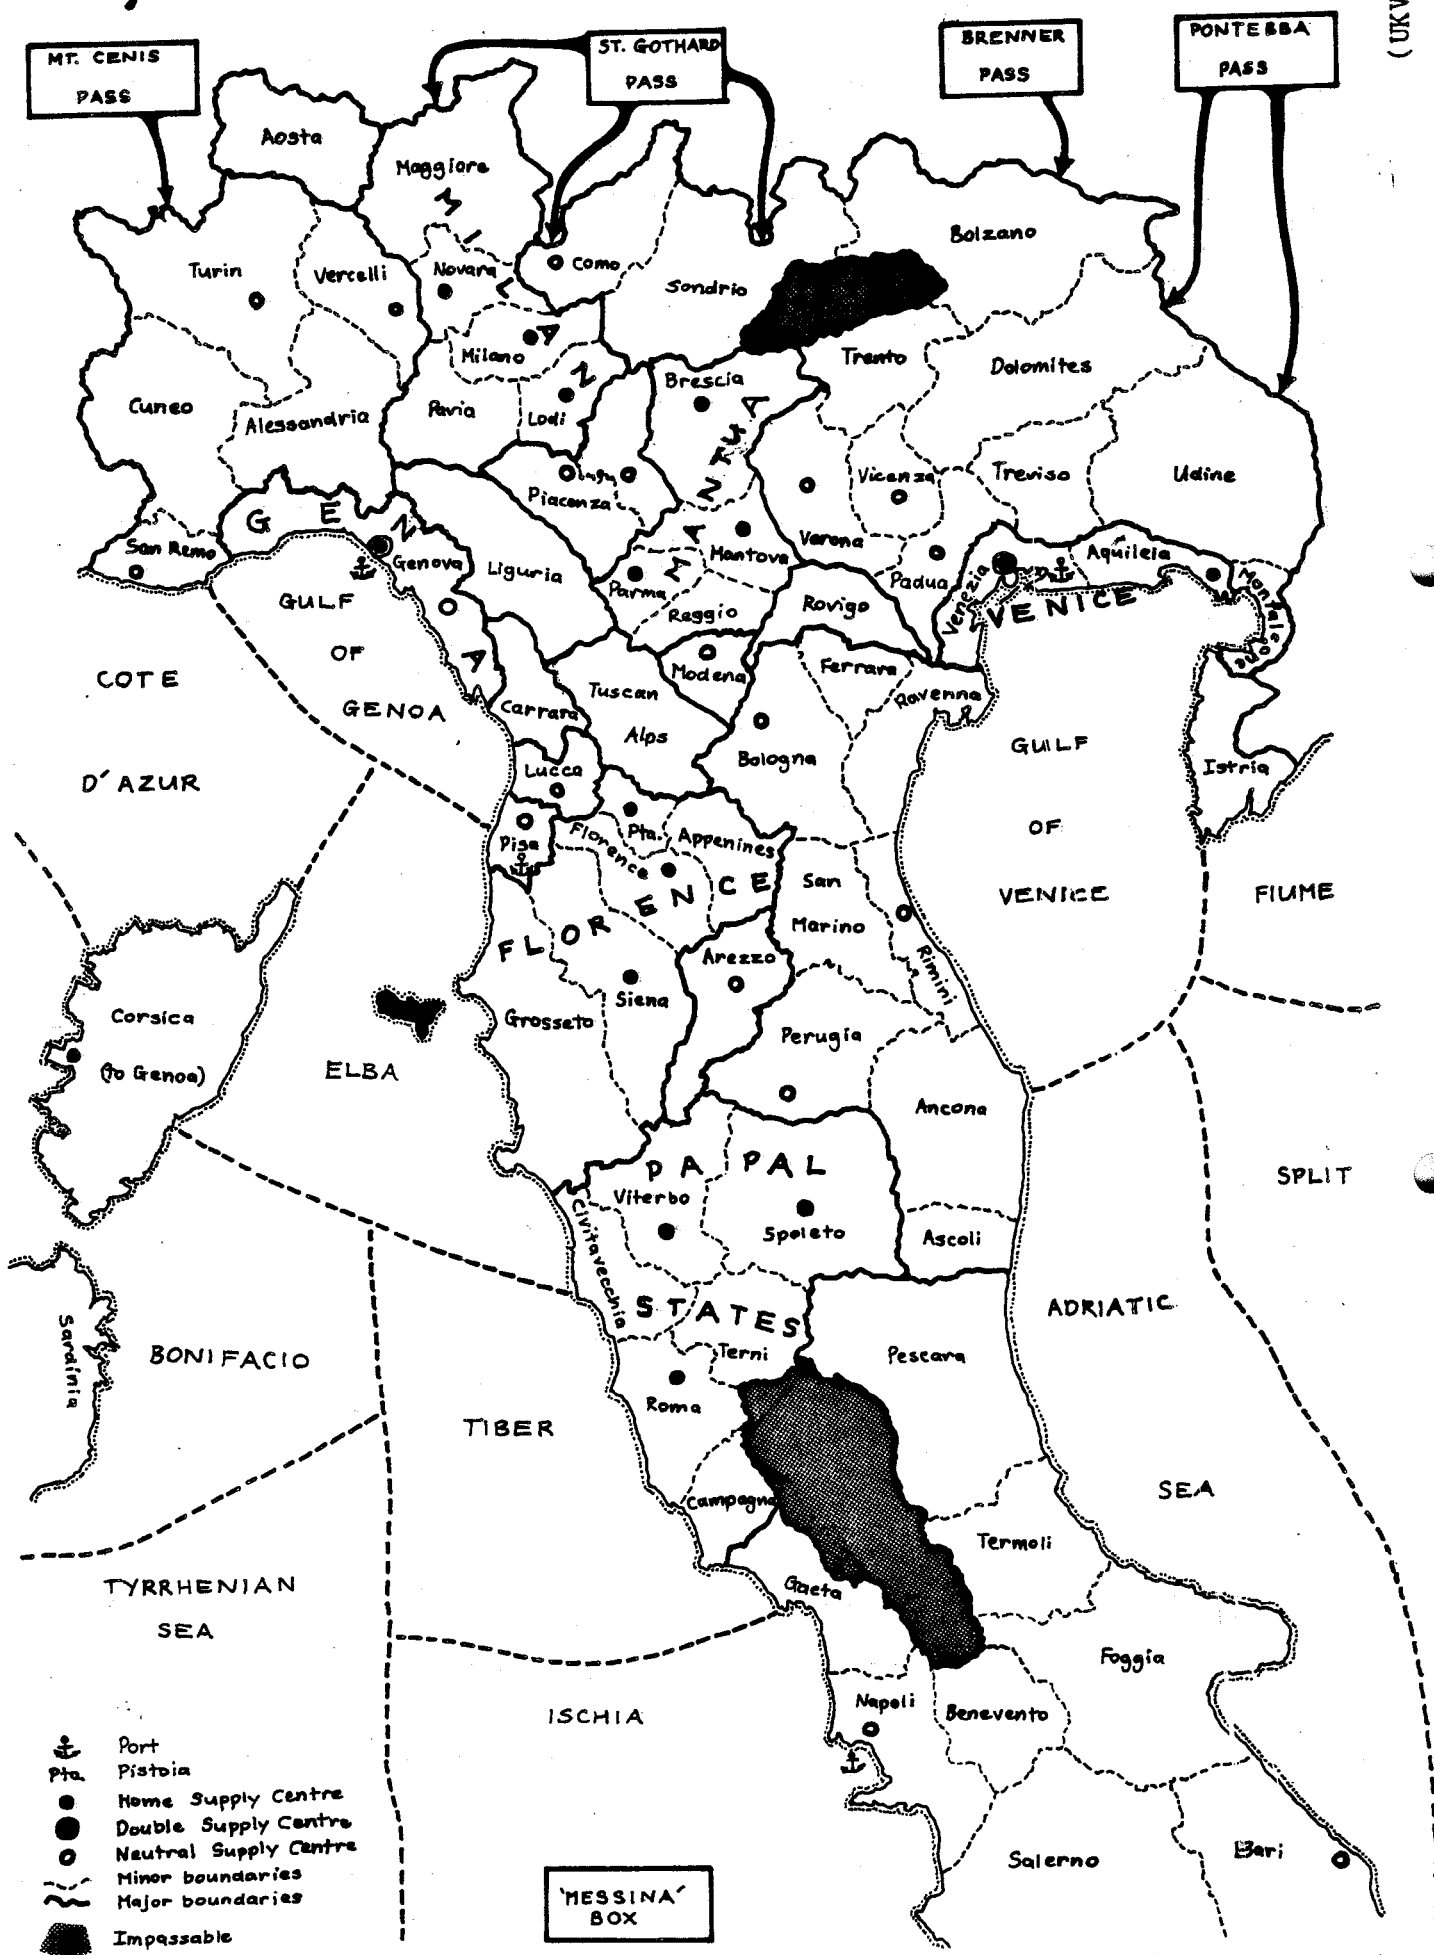 (UKV
MT. CENIS
PASS
ST. GOTHARD
PASS
BRENNER
PASS
PONTEBBA
PASS
Aosta
Maggiore
MILAN
Bolzano
Turin
Vercelli
Novara
Como
Sondrio
Milano
Trento
Dolomites
Brescia
Cuneo
Alessandria
Pavia
Lodi
MANTUA
Vicenza
Treviso
Udine
Piacenza
GENOA
San Remo
Genova
Liguria
Parma
Mantova
Verona
Padua
Venezia
Aquileia
Monfalcone
VENICE
Reggio
Rovigo
GULF
OF
GENOA
COTE
D'AZUR
Modena
Ferrara
Ravenna
Carrara
Tuscan
Alps
Bologna
GULF
OF
VENICE
Istria
Lucca
Pisa
Florence
Pta.
Appenines
FLORENCE
San
Marino
FIUME
Arezzo
Rimini
Siena
Grosseto
Perugia
Corsica
(to Genoa)
ELBA
Ancona
PAPAL
STATES
SPLIT
Viterbo
Spoleto
Ascoli
Civitavecchia
ADRIATIC
SEA
Sardinia
BONIFACIO
Terni
Pescara
Roma
TIBER
Campagna
Termoli
TYRRHENIAN
SEA
Gaeta
Foggia
ISCHIA
Napoli
Benevento
Salerno
Bari
Port
Pta. Pistoia
Home Supply Centre
Double Supply Centre
Neutral Supply Centre
Minor boundaries
Major boundaries
Impassable
'MESSINA'
BOX